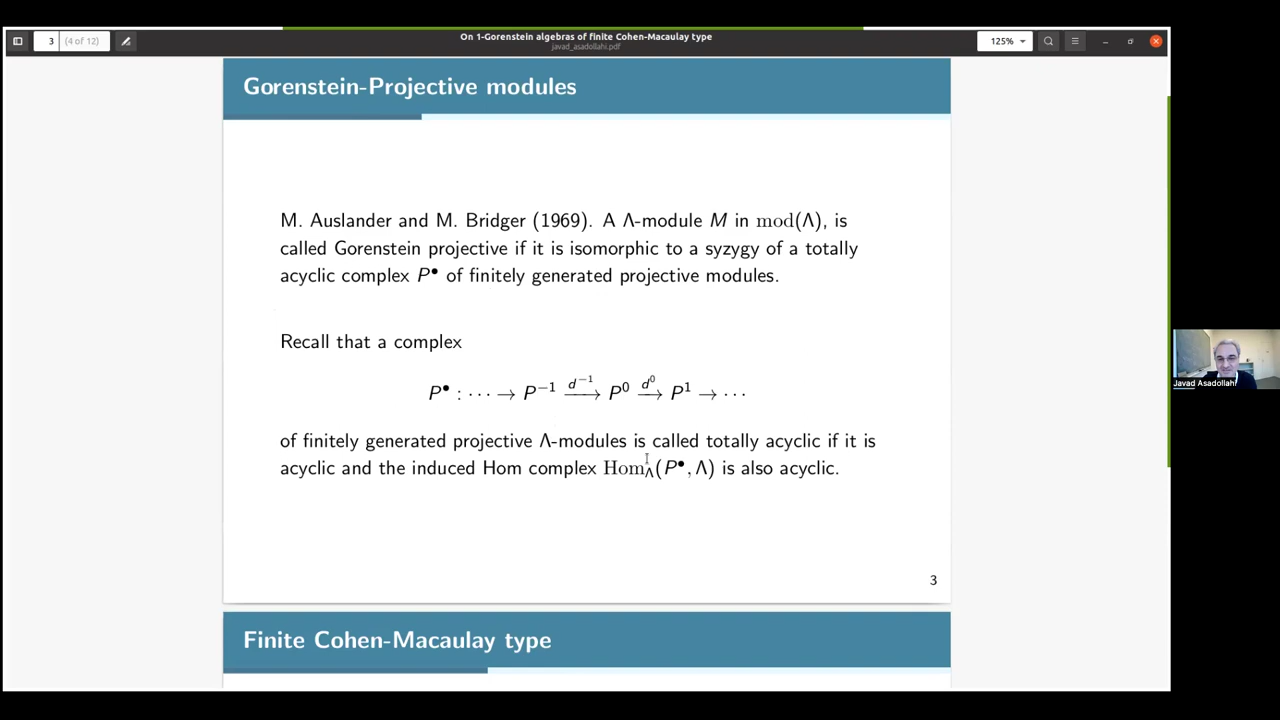 On 1-Gorenstein algebras of finite Cohen-Macaulay type
javad_asadollahi.pdf
3 (4 of 12)
125%
Gorenstein-Projective modules
M. Auslander and M. Bridger (1969). A Λ-module M in mod(Λ), is
called Gorenstein projective if it is isomorphic to a syzygy of a totally
acyclic complex P• of finitely generated projective modules.
Recall that a complex
P• : ⋯ → P⁻¹ —d⁻¹→ P⁰ —d⁰→ P¹ → ⋯
of finitely generated projective Λ-modules is called totally acyclic if it is
acyclic and the induced Hom complex Hom_Λ(P•, Λ) is also acyclic.
3
Finite Cohen-Macaulay type
Javad Asadollahi